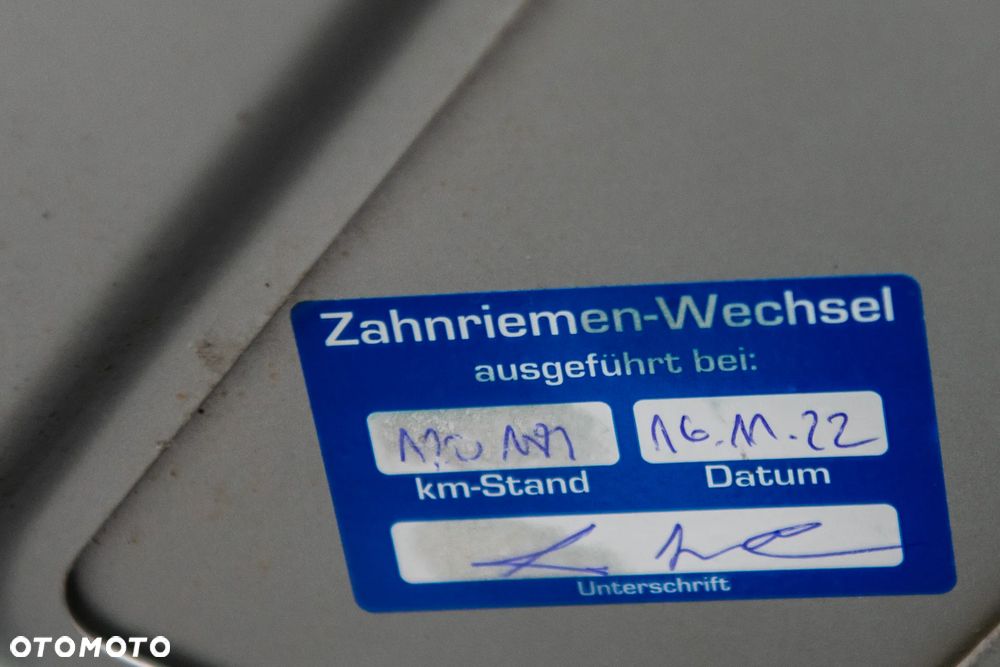 Zahnriemen-Wechsel
ausgeführt bei:
16.11.22
km-Stand Datum
Unterschrift
OTOMOTO